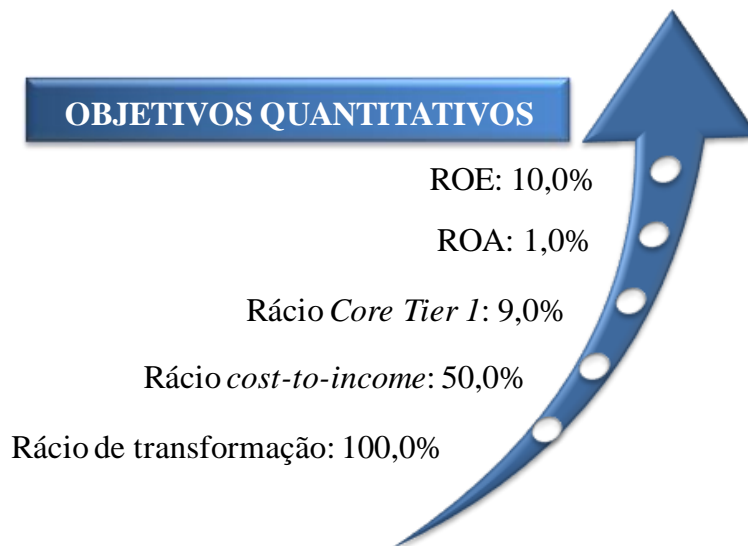 OBJETIVOS QUANTITATIVOS
ROE: 10,0%
ROA: 1,0%
Rácio Core Tier 1: 9,0%
Rácio cost-to-income: 50,0%
Rácio de transformação: 100,0%